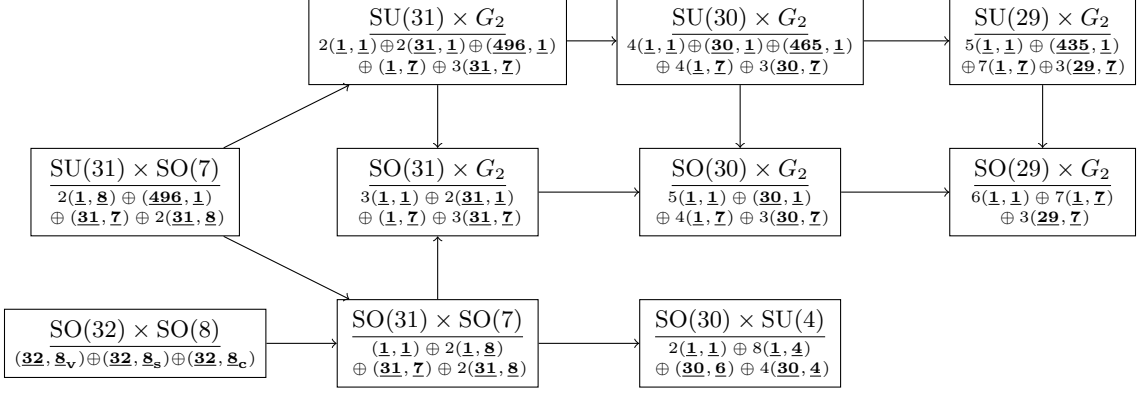 SU(31) × G₂
2(1, 1)⊕2(31, 1)⊕(496, 1)
⊕ (1, 7) ⊕ 3(31, 7)
SU(30) × G₂
4(1, 1)⊕(30, 1)⊕(465, 1)
⊕ 4(1, 7) ⊕ 3(30, 7)
SU(29) × G₂
5(1, 1) ⊕ (435, 1)
⊕7(1, 7)⊕3(29, 7)
SU(31) × SO(7)
2(1, 8) ⊕ (496, 1)
⊕ (31, 7) ⊕ 2(31, 8)
SO(31) × G₂
3(1, 1) ⊕ 2(31, 1)
⊕ (1, 7) ⊕ 3(31, 7)
SO(30) × G₂
5(1, 1) ⊕ (30, 1)
⊕ 4(1, 7) ⊕ 3(30, 7)
SO(29) × G₂
6(1, 1) ⊕ 7(1, 7)
⊕ 3(29, 7)
SO(32) × SO(8)
(32, 8ᵥ)⊕(32, 8ₛ)⊕(32, 8_c)
SO(31) × SO(7)
(1, 1) ⊕ 2(1, 8)
⊕ (31, 7) ⊕ 2(31, 8)
SO(30) × SU(4)
2(1, 1) ⊕ 8(1, 4)
⊕ (30, 6) ⊕ 4(30, 4)